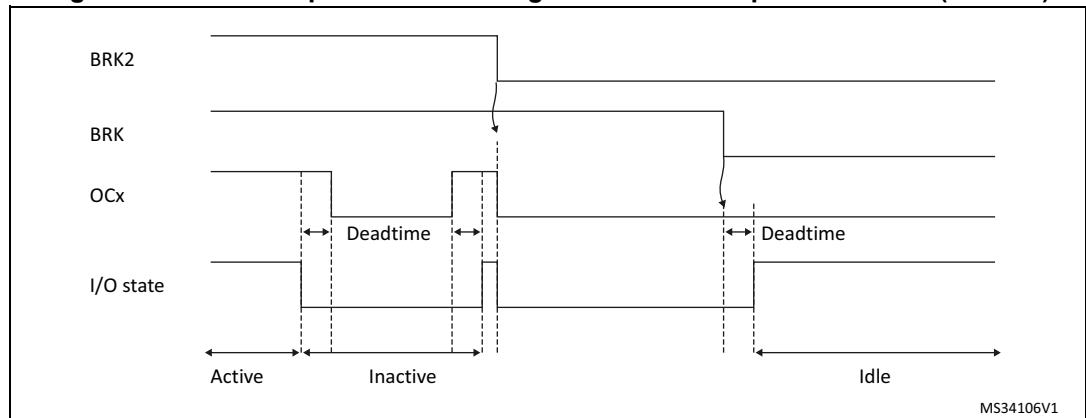 BRK2
BRK
OCx
Deadtime
Deadtime
I/O state
Active
Inactive
Idle
MS34106V1